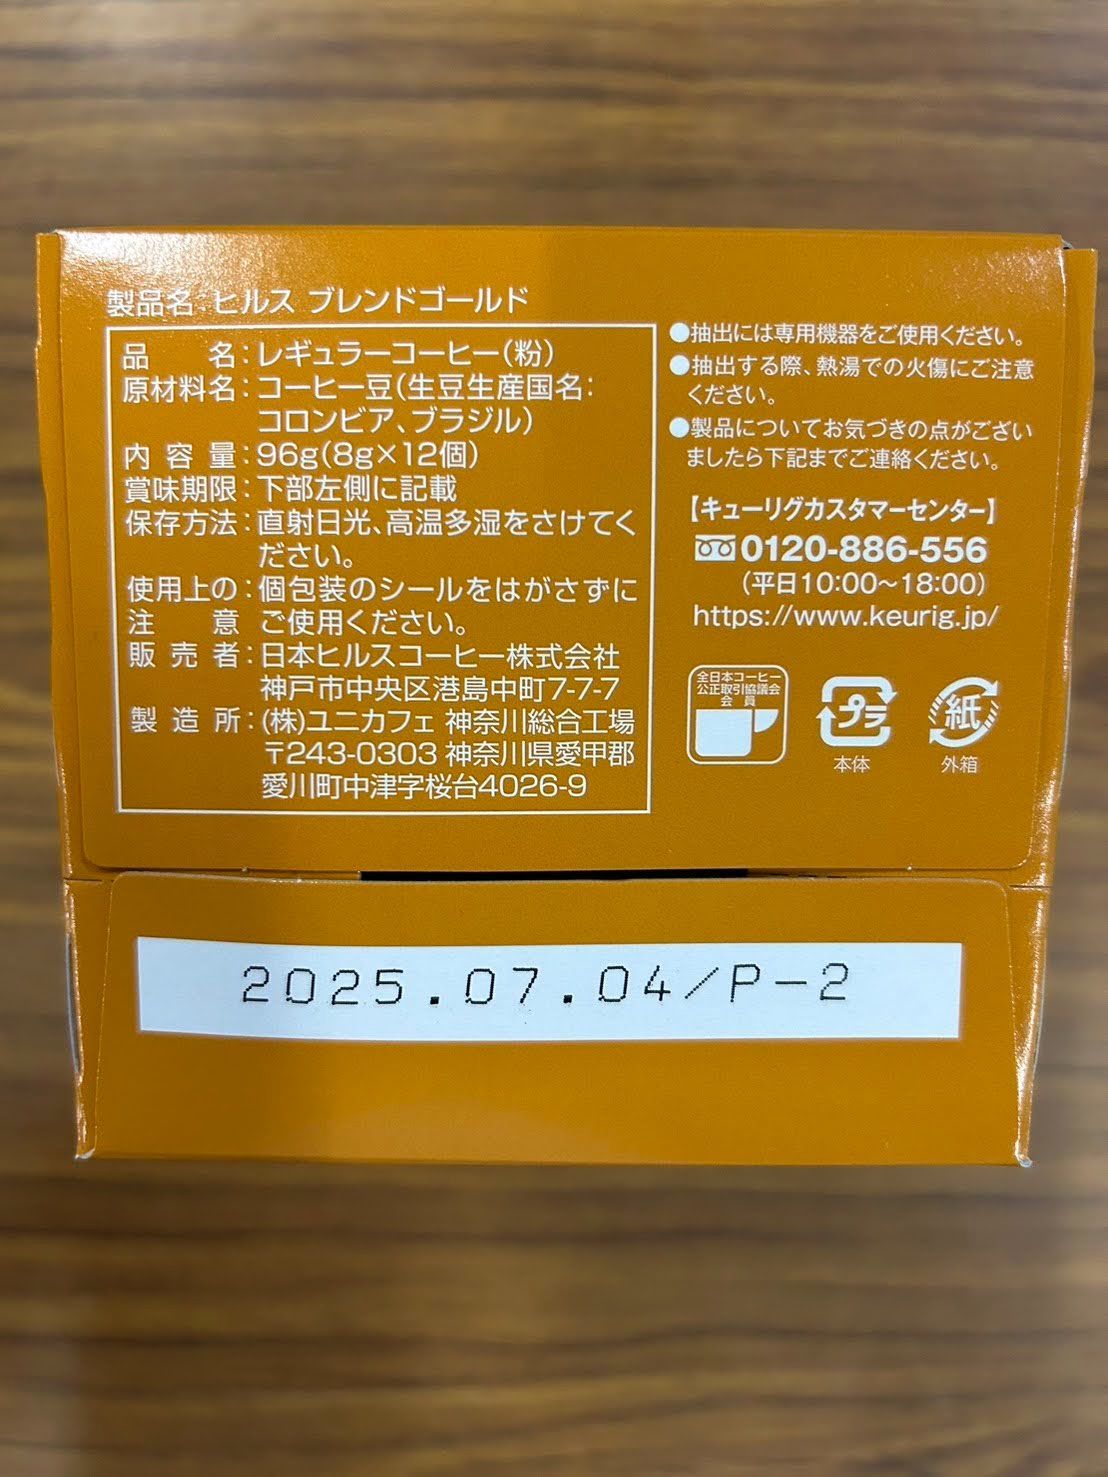 製品名 ヒルス ブレンドゴールド
品名:レギュラーコーヒー(粉)
原材料名:コーヒー豆(生豆生産国名:
コロンビア、ブラジル)
内容量:96g(8g×12個)
賞味期限:下部左側に記載
保存方法:直射日光、高温多湿をさけてく
ださい。
使用上の:個包装のシールをはがさずに
注意 ご使用ください。
販売者:日本ヒルスコーヒー株式会社
神戸市中央区港島中町7-7-7
製造所:(株)ユニカフェ 神奈川総合工場
〒243-0303 神奈川県愛甲郡
愛川町中津字桜台4026-9
●抽出には専用機器をご使用ください。
●抽出する際、熱湯での火傷にご注意
ください。
●製品についてお気づきの点がござい
ましたら下記までご連絡ください。
【キューリグカスタマーセンター】
0120-886-556
(平日10:00〜18:00)
https://www.keurig.jp/
全日本コーヒー
公正取引協議会
会員
プラ
本体
紙
外箱
2025.07.04/P-2